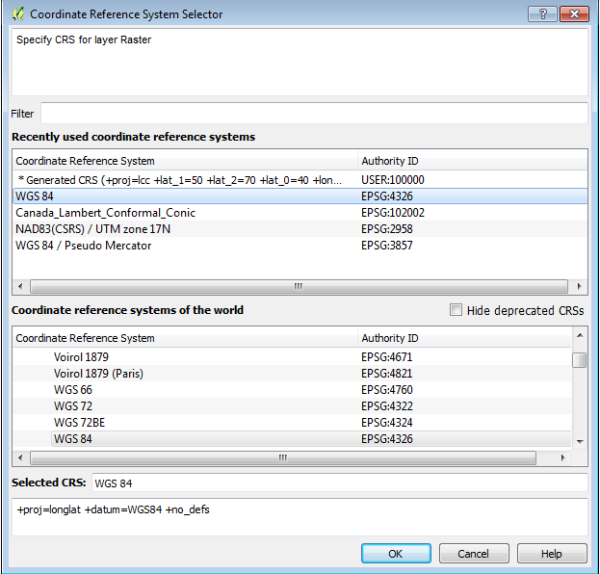 Coordinate Reference System Selector
Specify CRS for layer Raster
Filter
Recently used coordinate reference systems
Coordinate Reference System Authority ID
* Generated CRS (+proj=lcc +lat_1=50 +lat_2=70 +lat_0=40 +lon... USER:100000
WGS 84 EPSG:4326
Canada_Lambert_Conformal_Conic EPSG:102002
NAD83(CSRS) / UTM zone 17N EPSG:2958
WGS 84 / Pseudo Mercator EPSG:3857
Coordinate reference systems of the world Hide deprecated CRSs
Coordinate Reference System Authority ID
Voirol 1879 EPSG:4671
Voirol 1879 (Paris) EPSG:4821
WGS 66 EPSG:4760
WGS 72 EPSG:4322
WGS 72BE EPSG:4324
WGS 84 EPSG:4326
Selected CRS: WGS 84
+proj=longlat +datum=WGS84 +no_defs
OK Cancel Help